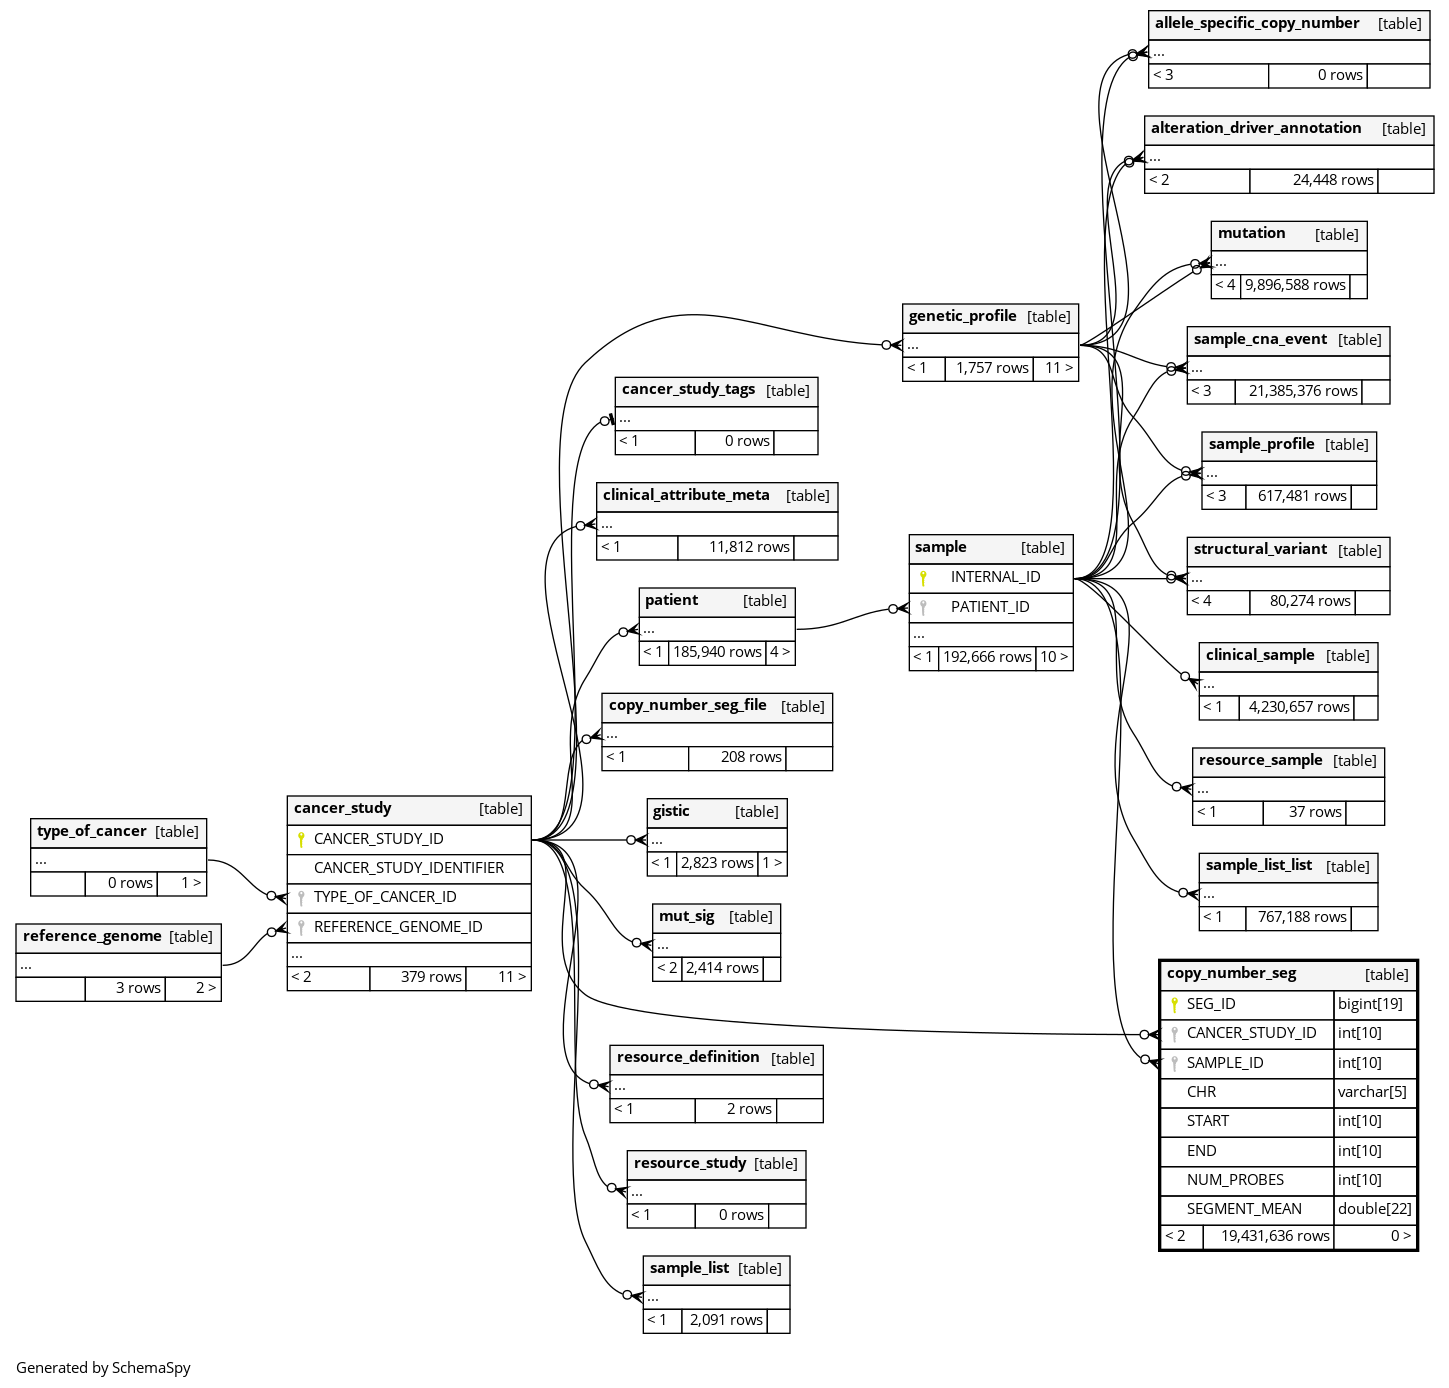 allele_specific_copy_number [table]
...
< 3 0 rows
alteration_driver_annotation [table]
...
< 2 24,448 rows
mutation [table]
...
< 4 9,896,588 rows
genetic_profile [table]
...
< 1 1,757 rows 11 >
sample_cna_event [table]
...
< 3 21,385,376 rows
cancer_study_tags [table]
...
< 1 0 rows
sample_profile [table]
...
< 3 617,481 rows
clinical_attribute_meta [table]
...
< 1 11,812 rows
sample [table]
INTERNAL_ID
PATIENT_ID
...
< 1 192,666 rows 10 >
structural_variant [table]
...
< 4 80,274 rows
patient [table]
...
< 1 185,940 rows 4 >
clinical_sample [table]
...
< 1 4,230,657 rows
copy_number_seg_file [table]
...
< 1 208 rows
resource_sample [table]
...
< 1 37 rows
cancer_study [table]
CANCER_STUDY_ID
CANCER_STUDY_IDENTIFIER
TYPE_OF_CANCER_ID
REFERENCE_GENOME_ID
...
< 2 379 rows 11 >
gistic [table]
...
< 1 2,823 rows 1 >
type_of_cancer [table]
...
0 rows 1 >
sample_list_list [table]
...
< 1 767,188 rows
mut_sig [table]
...
< 2 2,414 rows
reference_genome [table]
...
3 rows 2 >
copy_number_seg [table]
SEG_ID bigint[19]
CANCER_STUDY_ID int[10]
SAMPLE_ID int[10]
CHR varchar[5]
START int[10]
END int[10]
NUM_PROBES int[10]
SEGMENT_MEAN double[22]
< 2 19,431,636 rows 0 >
resource_definition [table]
...
< 1 2 rows
resource_study [table]
...
< 1 0 rows
sample_list [table]
...
< 1 2,091 rows
Generated by SchemaSpy